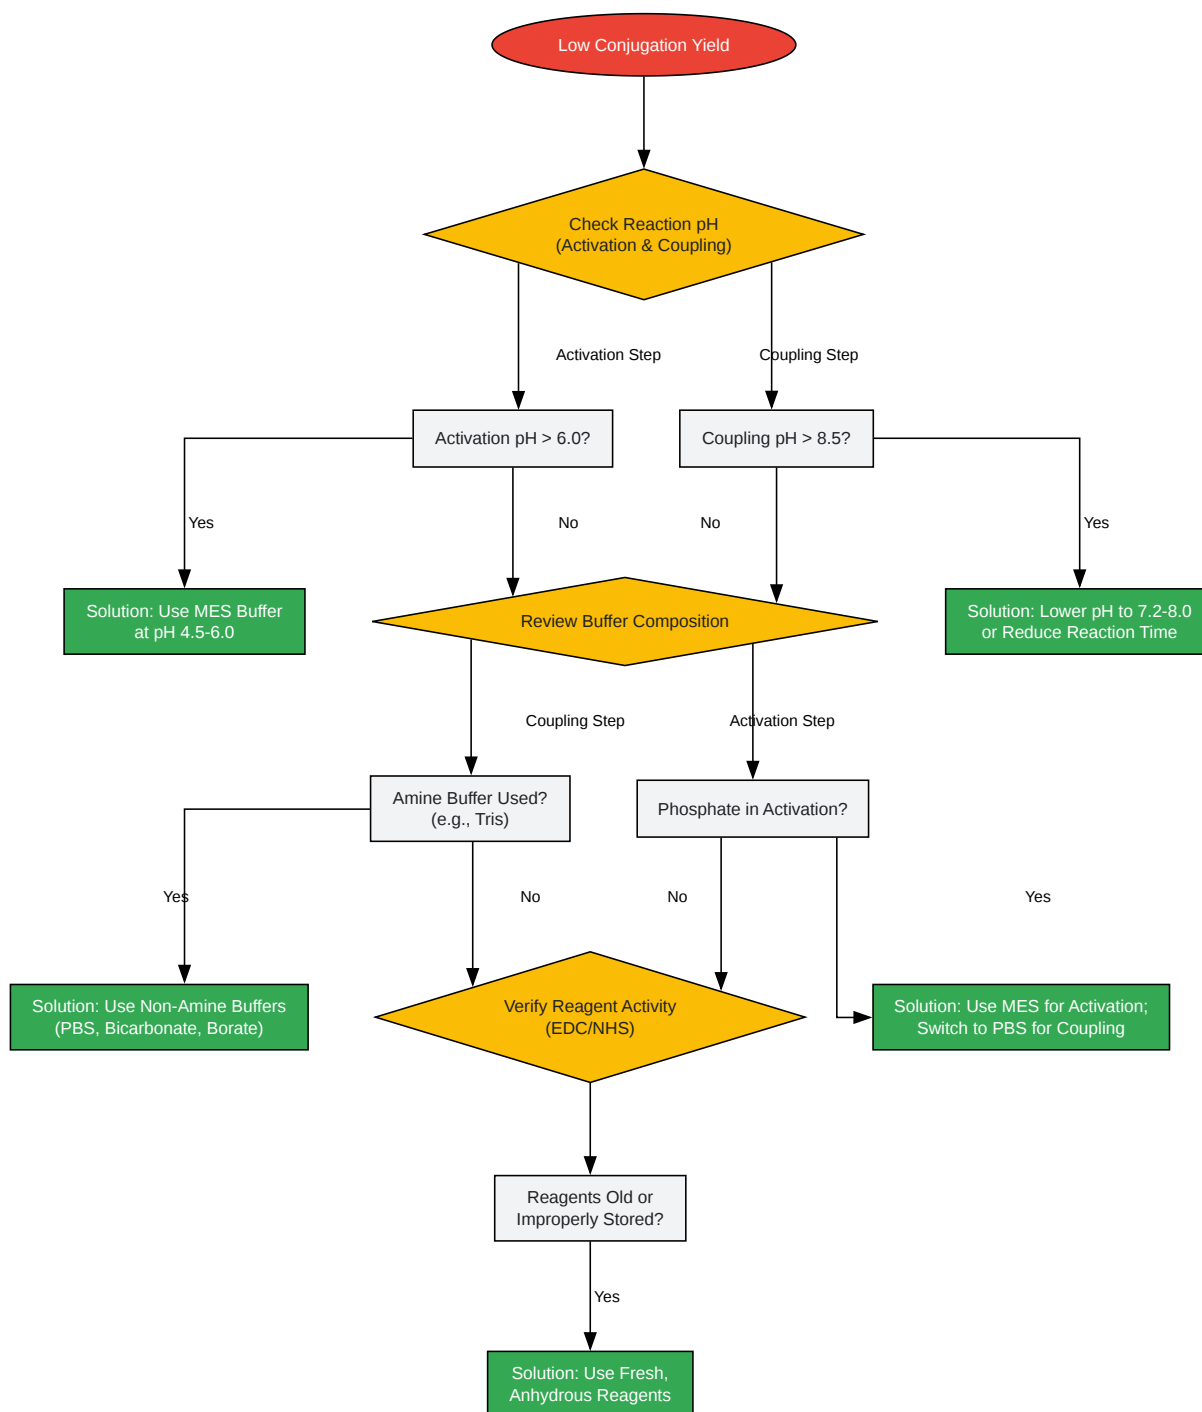 Low Conjugation Yield
Check Reaction pH
(Activation & Coupling)
Activation Step
Coupling Step
Activation pH > 6.0?
Coupling pH > 8.5?
Yes
No
No
Yes
Solution: Use MES Buffer
at pH 4.5-6.0
Review Buffer Composition
Solution: Lower pH to 7.2-8.0
or Reduce Reaction Time
Coupling Step
Activation Step
Amine Buffer Used?
(e.g., Tris)
Phosphate in Activation?
Yes
No
No
Yes
Solution: Use Non-Amine Buffers
(PBS, Bicarbonate, Borate)
Verify Reagent Activity
(EDC/NHS)
Solution: Use MES for Activation;
Switch to PBS for Coupling
Reagents Old or
Improperly Stored?
Yes
Solution: Use Fresh,
Anhydrous Reagents